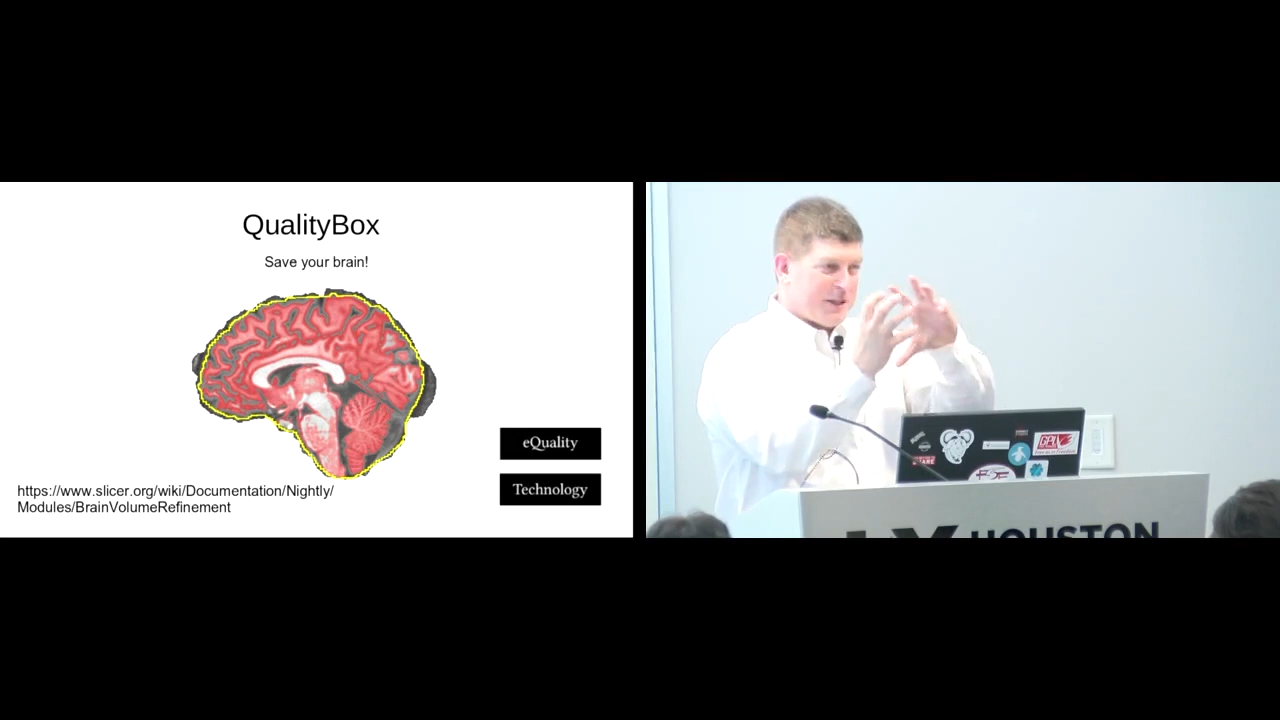 QualityBox
Save your brain!
eQuality
Technology
https://www.slicer.org/wiki/Documentation/Nightly/
Modules/BrainVolumeRefinement
HOUSTON